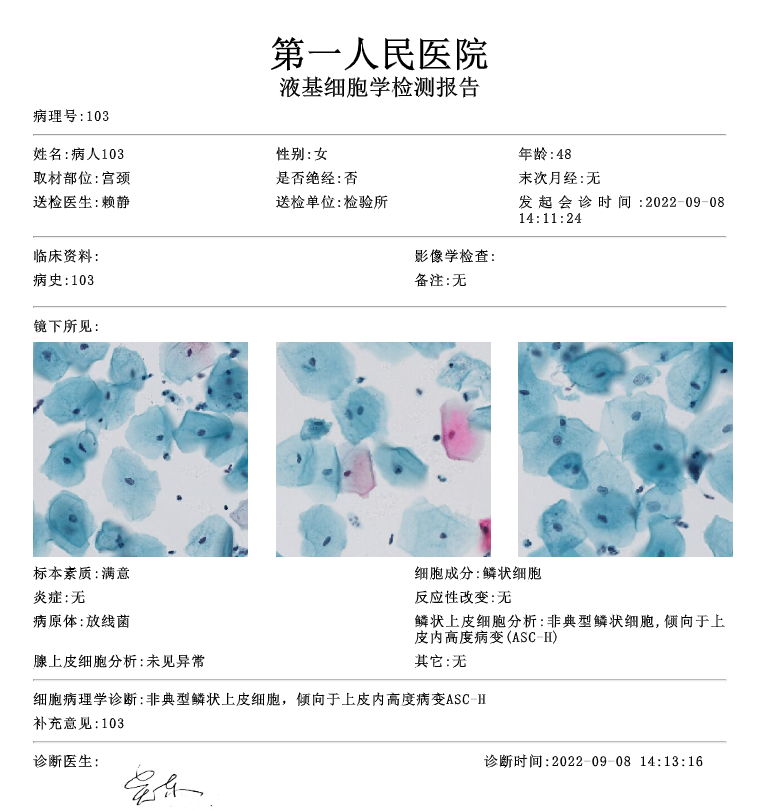 第一人民医院
液基细胞学检测报告
病理号:103
姓名:病人103 性别:女 年龄:48
取材部位:宫颈 是否绝经:否 末次月经:无
送检医生:赖静 送检单位:检验所 发起会诊时间:2022-09-08
14:11:24
临床资料: 影像学检查:
病史:103 备注:无
镜下所见:
标本素质:满意 细胞成分:鳞状细胞
炎症:无 反应性改变:无
病原体:放线菌 鳞状上皮细胞分析:非典型鳞状细胞,倾向于上
皮内高度病变(ASC-H)
腺上皮细胞分析:未见异常 其它:无
细胞病理学诊断:非典型鳞状上皮细胞，倾向于上皮内高度病变ASC-H
补充意见:103
诊断医生: 诊断时间:2022-09-08 14:13:16